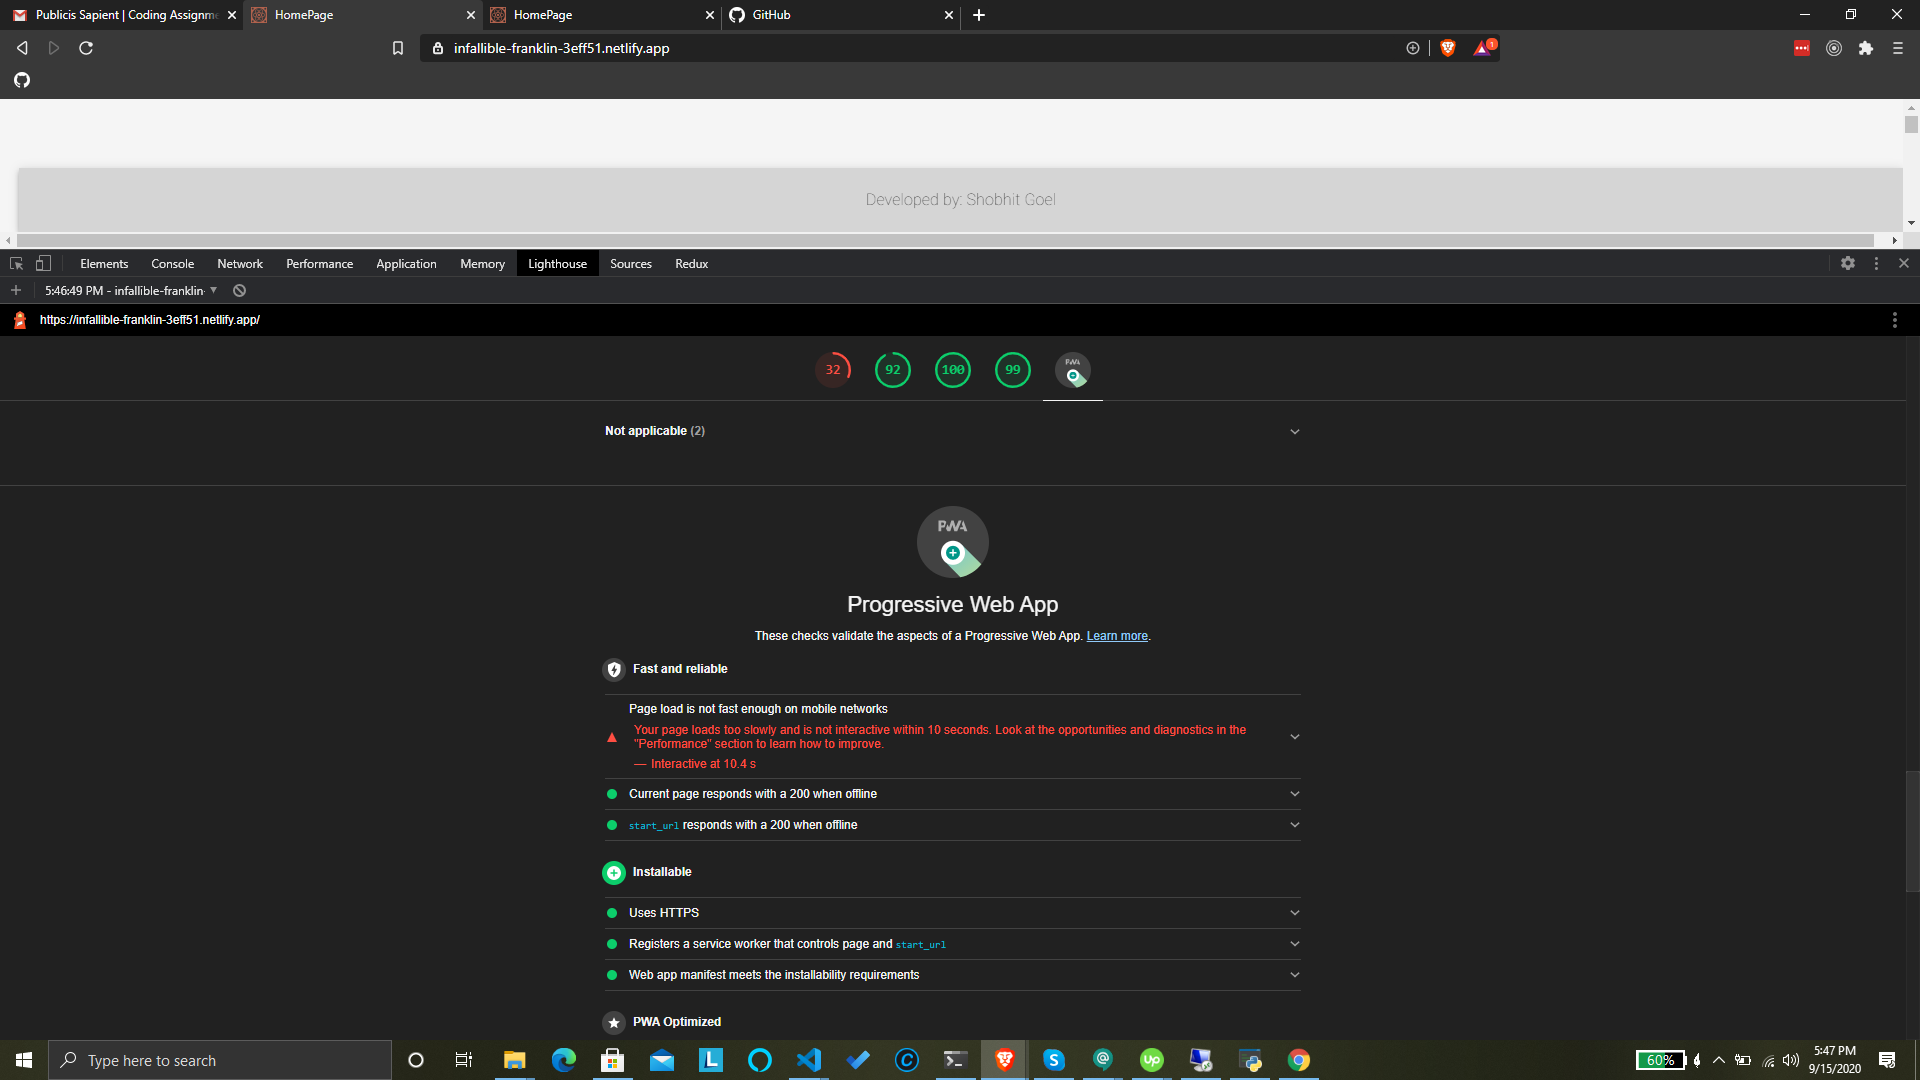 Publicis Sapient | Coding Assignme
HomePage
HomePage
GitHub
infallible-franklin-3eff51.netlify.app
1
Developed by: Shobhit Goel
Elements Console Network Performance Application Memory Lighthouse Sources Redux
5:46:49 PM - infallible-franklin-
https://infallible-franklin-3eff51.netlify.app/
32 92 100 99 PWA
Not applicable (2)
PWA
Progressive Web App
These checks validate the aspects of a Progressive Web App. Learn more.
Fast and reliable
Page load is not fast enough on mobile networks
Your page loads too slowly and is not interactive within 10 seconds. Look at the opportunities and diagnostics in the
"Performance" section to learn how to improve.
— Interactive at 10.4 s
Current page responds with a 200 when offline
start_url responds with a 200 when offline
Installable
Uses HTTPS
Registers a service worker that controls page and start_url
Web app manifest meets the installability requirements
PWA Optimized
Type here to search
L
C
S
Up
60%
5:47 PM
9/15/2020